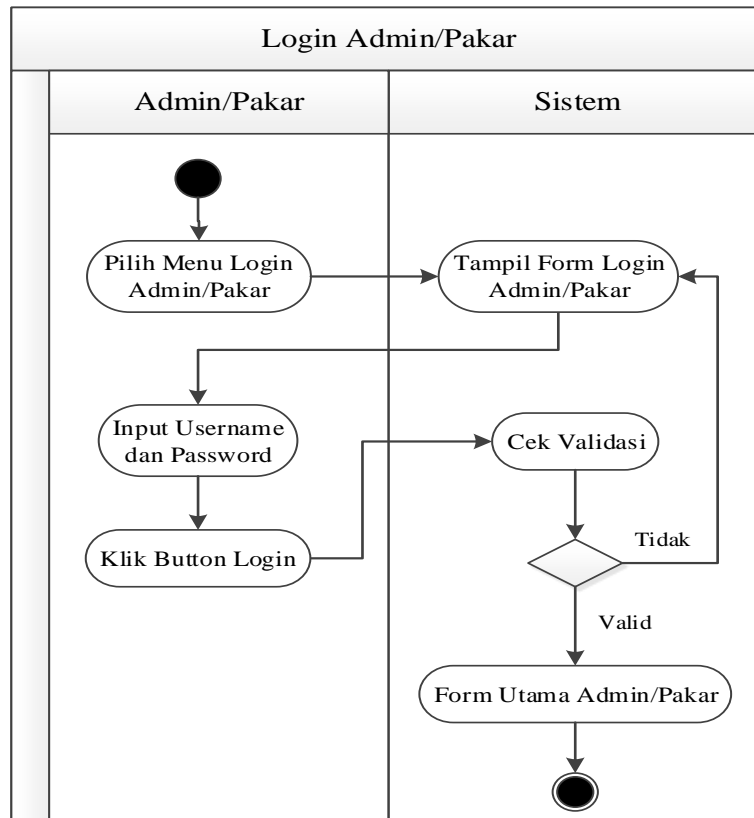 Login Admin/Pakar
Admin/Pakar
Sistem
Pilih Menu Login
Admin/Pakar
Tampil Form Login
Admin/Pakar
Input Username
dan Password
Cek Validasi
Klik Button Login
Tidak
Valid
Form Utama Admin/Pakar